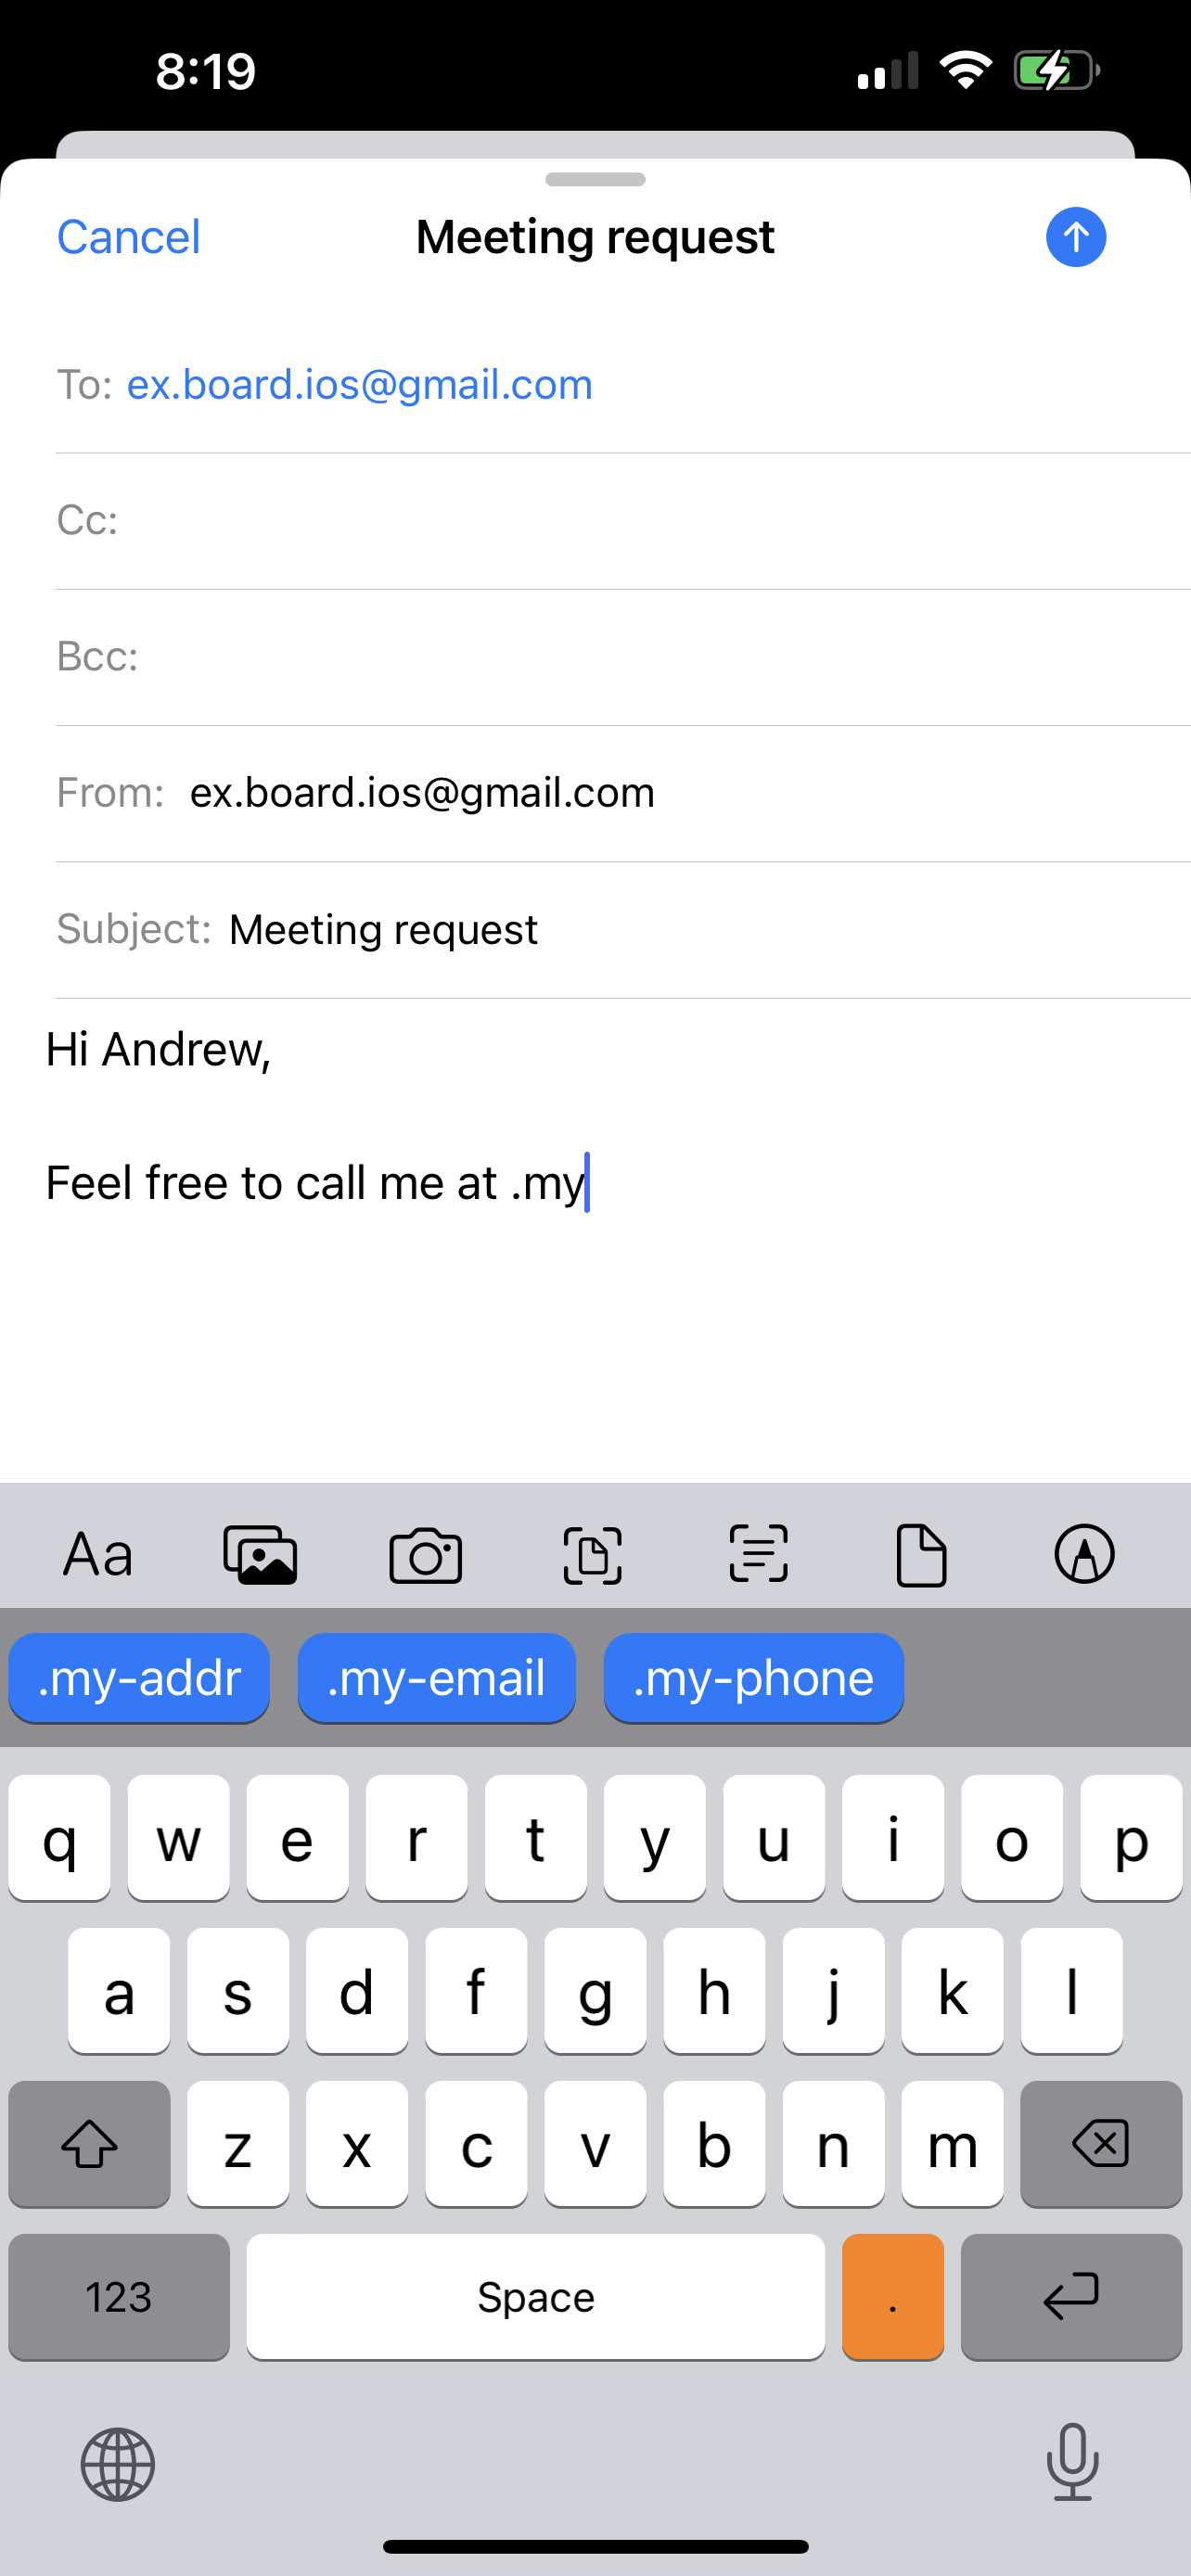 8:19
Cancel Meeting request
To: ex.board.ios@gmail.com
Cc:
Bcc:
From: ex.board.ios@gmail.com
Subject: Meeting request
Hi Andrew,
Feel free to call me at .my
Aa
.my-addr .my-email .my-phone
q w e r t y u i o p
a s d f g h j k l
z x c v b n m
123 Space .